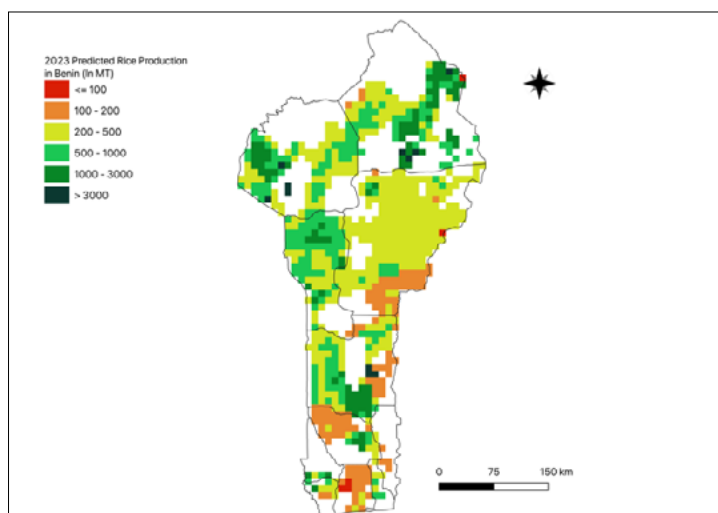 2023 Predicted Rice Production
in Benin (In MT)
<= 100
100 - 200
200 - 500
500 - 1000
1000 - 3000
> 3000
0 75 150 km